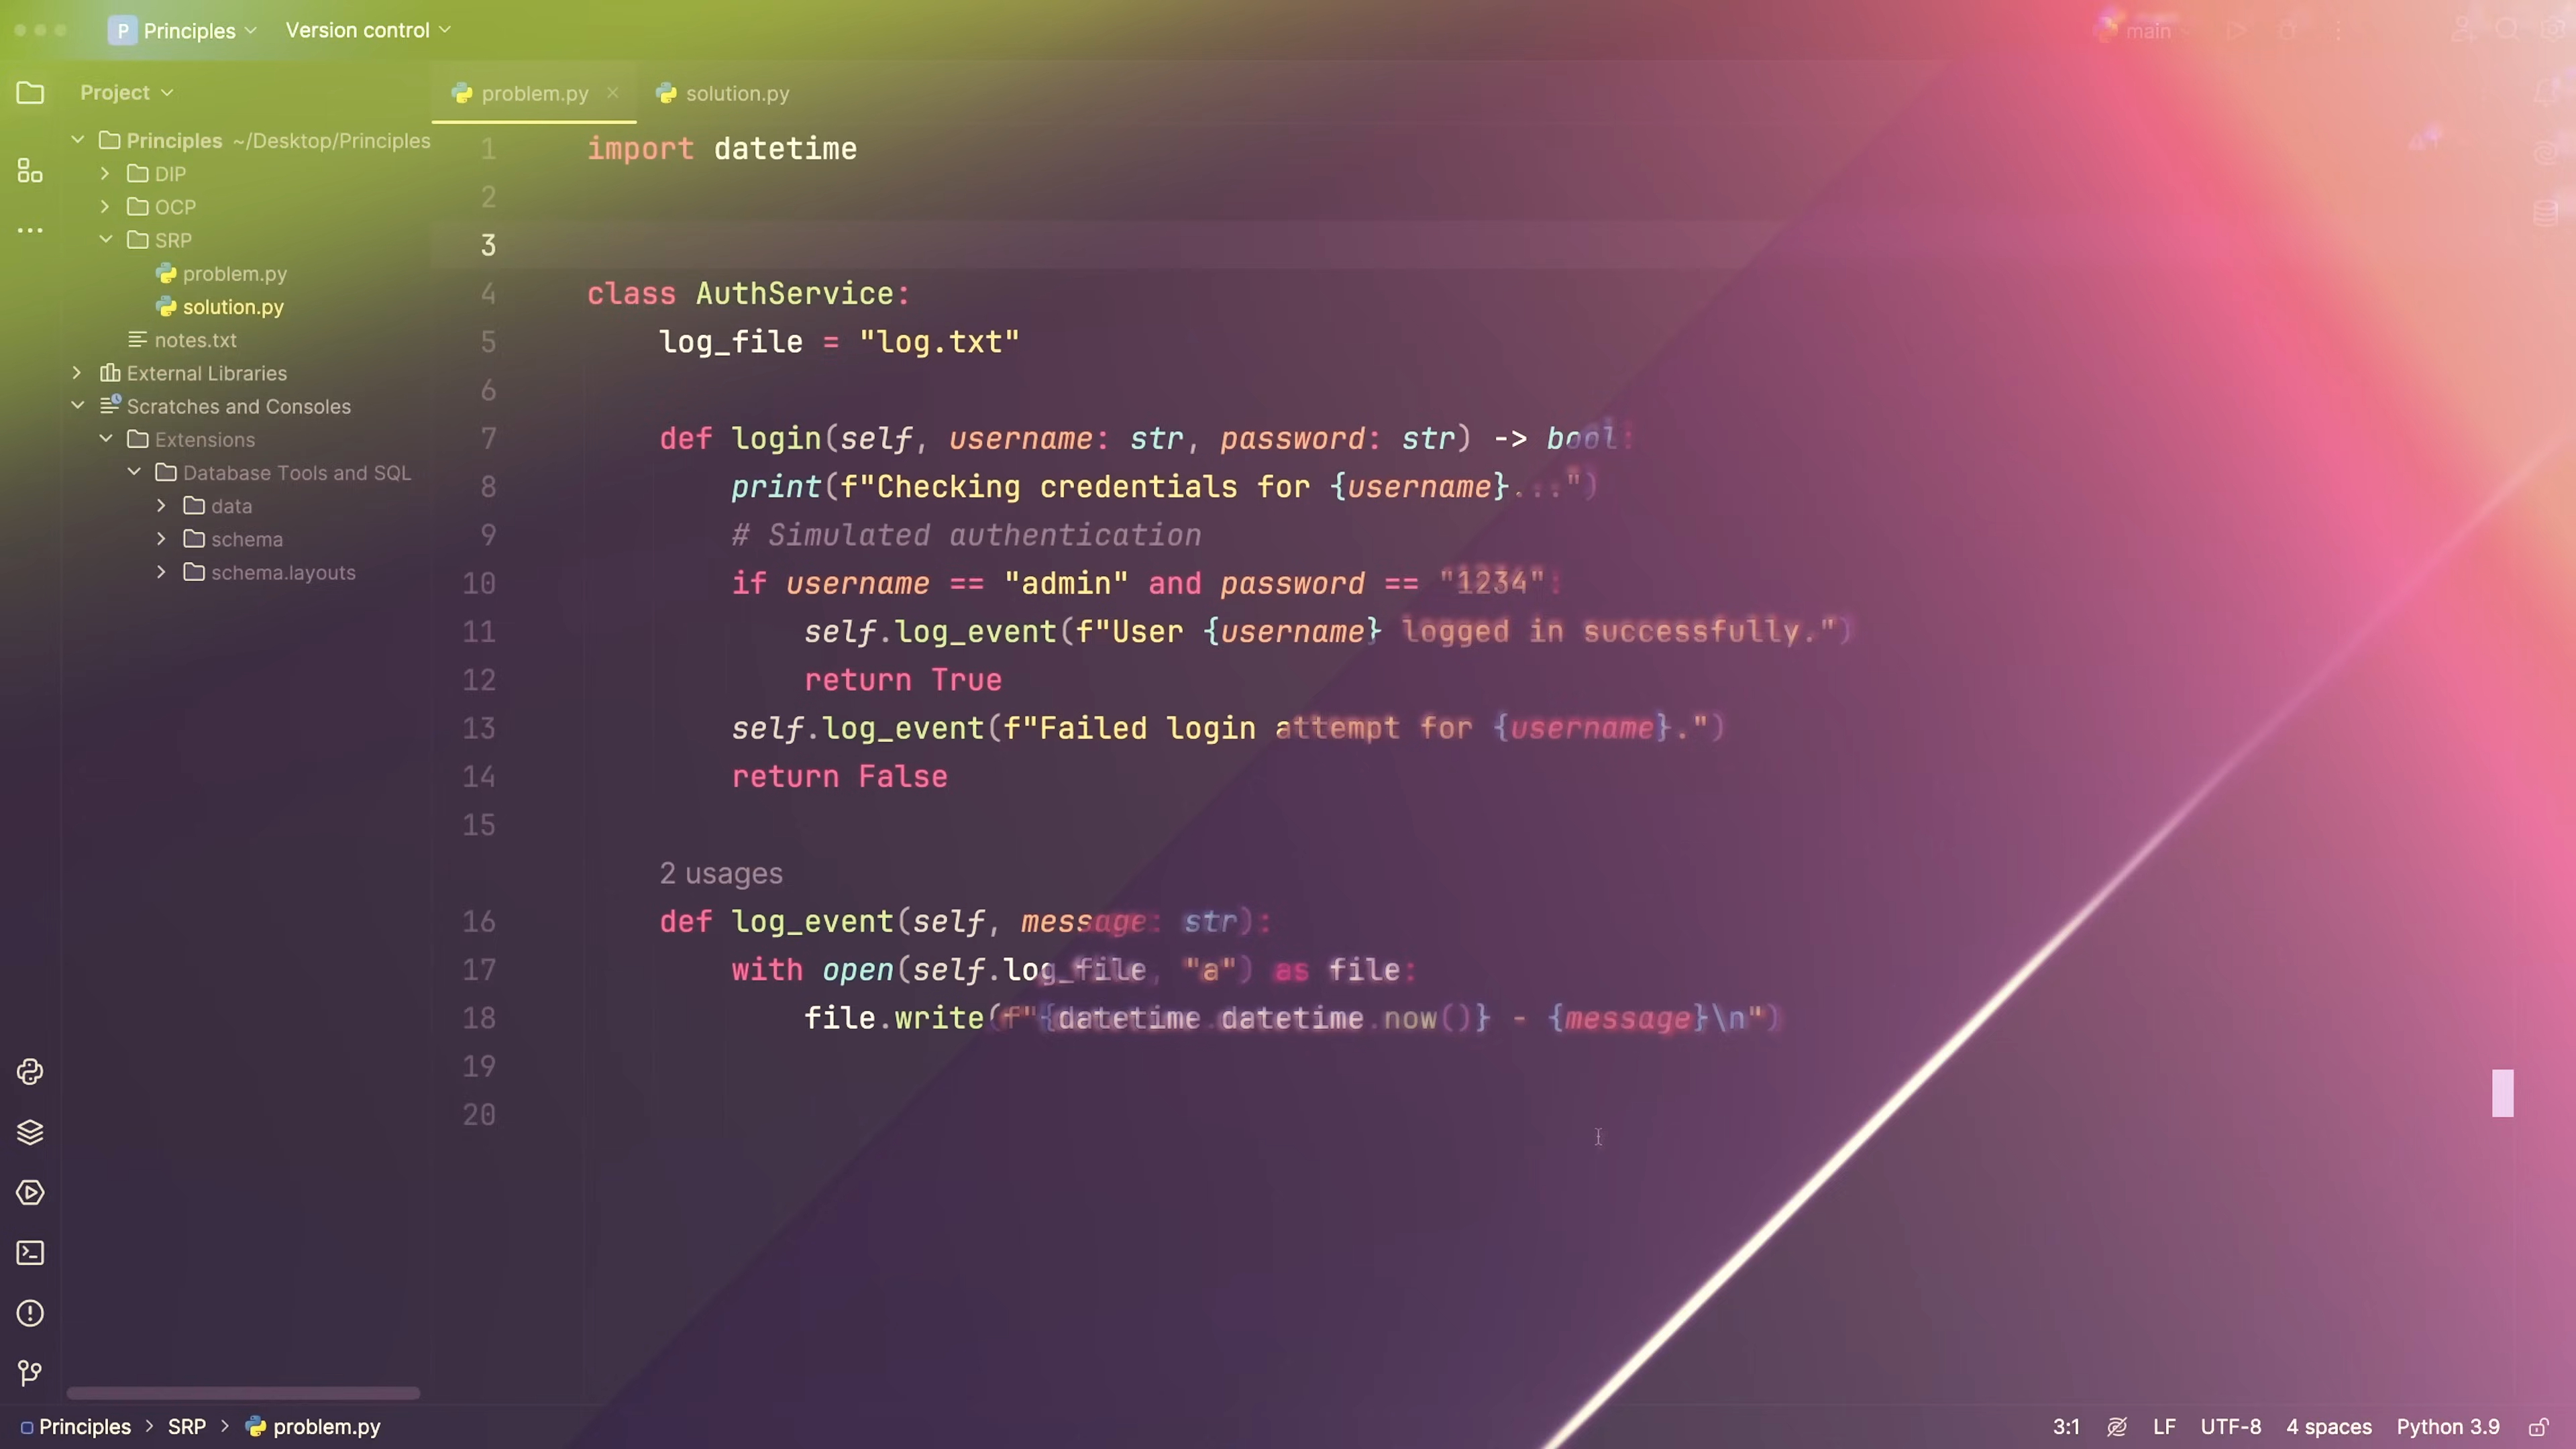 P Principles Version control main
Project problem.py solution.py
Principles ~/Desktop/Principles
DIP
OCP
SRP
problem.py
solution.py
notes.txt
External Libraries
Scratches and Consoles
Extensions
Database Tools and SQL
data
schema
schema.layouts
1 import datetime
2
3
4 class AuthService:
5 log_file = "log.txt"
6
7 def login(self, username: str, password: str) -> bool:
8 print(f"Checking credentials for {username}...")
9 # Simulated authentication
10 if username == "admin" and password == "1234":
11 self.log_event(f"User {username} logged in successfully.")
12 return True
13 self.log_event(f"Failed login attempt for {username}.")
14 return False
15
2 usages
16 def log_event(self, message: str):
17 with open(self.log_file, "a") as file:
18 file.write(f"{datetime.datetime.now()} - {message}\n")
19
20
Principles > SRP > problem.py 3:1 LF UTF-8 4 spaces Python 3.9